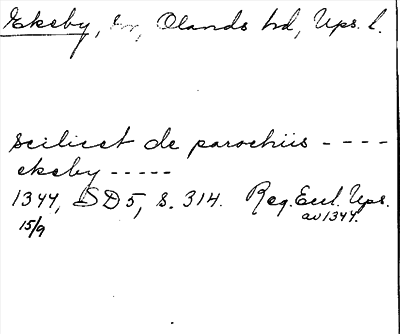 Ekeby, sn, Olands hd, Ups. l.
scilicet de parochiis ----
ekeby -----
1344, SD 5, s. 314. Reg. Eccl. Ups.
15/9 av 1344.